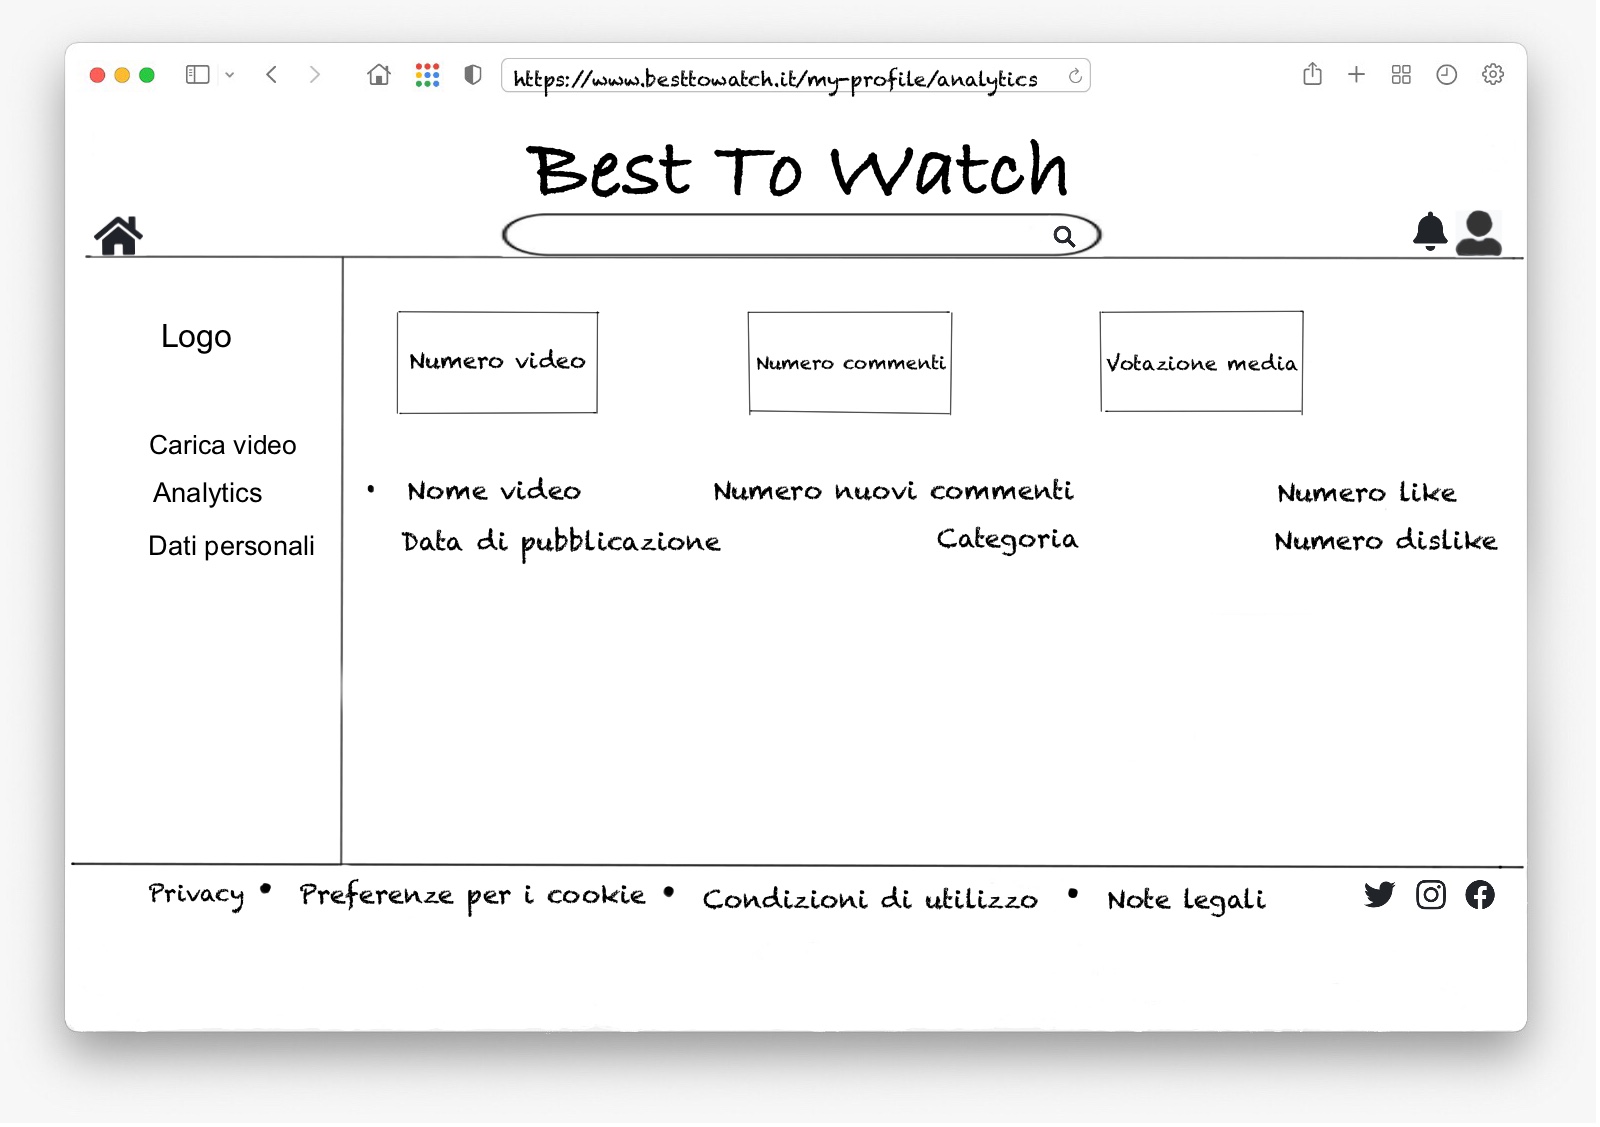 https://www.besttowatch.it/my-profile/analytics
Best To Watch
Logo
Carica video
Analytics
Dati personali
Numero video
Numero commenti
Votazione media
• Nome video Numero nuovi commenti Numero like
Data di pubblicazione Categoria Numero dislike
Privacy • Preferenze per i cookie • Condizioni di utilizzo • Note legali